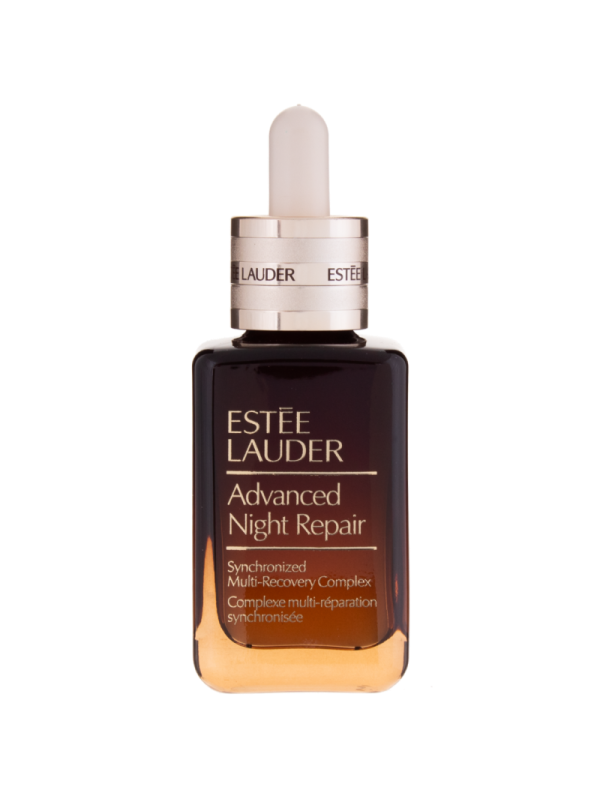 LAUDER ESTĒE
ESTĒE
LAUDER
Advanced
Night Repair
Synchronized
Multi-Recovery Complex
Complexe multi-réparation
synchronisée